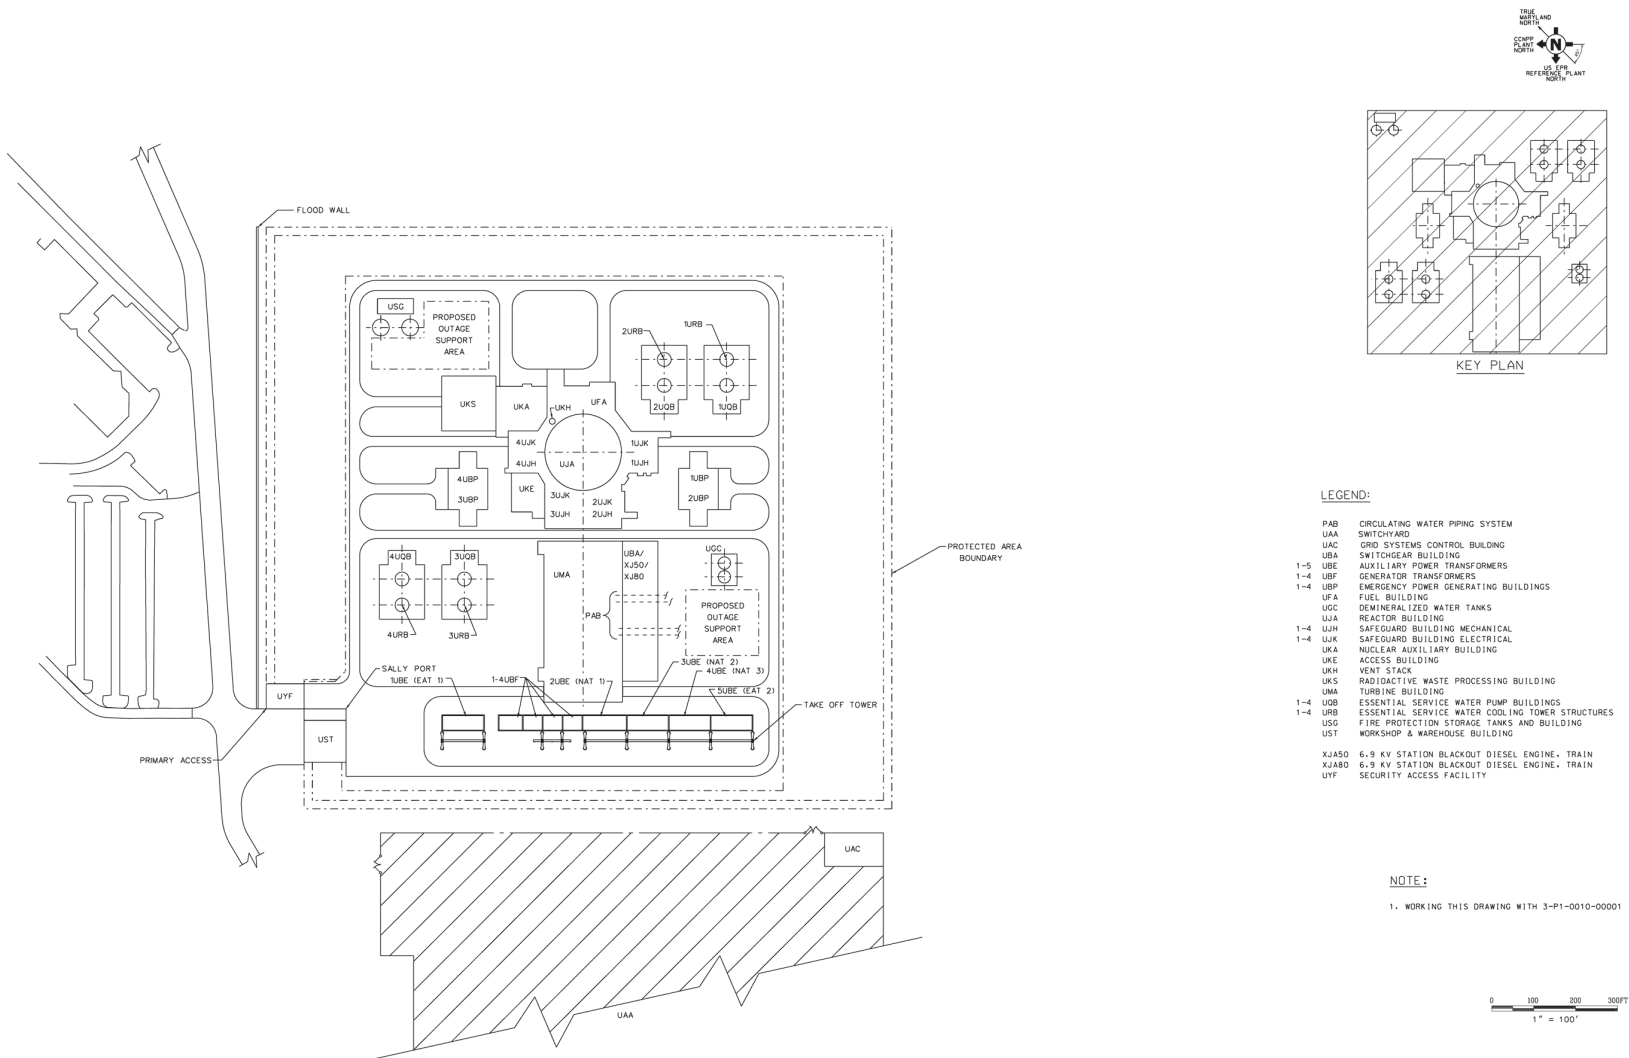 TRUE
MARYLAND
NORTH
CCNPP
PLANT
NORTH
N
45°
US EPR
REFERENCE PLANT
NORTH
KEY PLAN
FLOOD WALL
USG
PROPOSED
OUTAGE
SUPPORT
AREA
2URB
1URB
UKS
UKA
UKH
UFA
2UQB
1UQB
4UJK
1UJK
4UJH
UJA
1UJH
4UBP
3UBP
UKE
3UJK
3UJH
2UJK
2UJH
1UBP
2UBP
4UQB
3UQB
UMA
UBA/
XJ50/
XJ80
UGC
PROTECTED AREA
BOUNDARY
PAB
PROPOSED
OUTAGE
SUPPORT
AREA
4URB
3URB
SALLY PORT
1UBE (EAT 1)
1-4UBF
2UBE (NAT 1)
3UBE (NAT 2)
4UBE (NAT 3)
5UBE (EAT 2)
TAKE OFF TOWER
UYF
UST
PRIMARY ACCESS
UAC
UAA
LEGEND:
PAB CIRCULATING WATER PIPING SYSTEM
UAA SWITCHYARD
UAC GRID SYSTEMS CONTROL BUILDING
UBA SWITCHGEAR BUILDING
1-5 UBE AUXILIARY POWER TRANSFORMERS
1-4 UBF GENERATOR TRANSFORMERS
1-4 UBP EMERGENCY POWER GENERATING BUILDINGS
UFA FUEL BUILDING
UGC DEMINERALIZED WATER TANKS
UJA REACTOR BUILDING
1-4 UJH SAFEGUARD BUILDING MECHANICAL
1-4 UJK SAFEGUARD BUILDING ELECTRICAL
UKA NUCLEAR AUXILIARY BUILDING
UKE ACCESS BUILDING
UKH VENT STACK
UKS RADIOACTIVE WASTE PROCESSING BUILDING
UMA TURBINE BUILDING
1-4 UQB ESSENTIAL SERVICE WATER PUMP BUILDINGS
1-4 URB ESSENTIAL SERVICE WATER COOLING TOWER STRUCTURES
USG FIRE PROTECTION STORAGE TANKS AND BUILDING
UST WORKSHOP & WAREHOUSE BUILDING
XJA50 6.9 KV STATION BLACKOUT DIESEL ENGINE, TRAIN
XJA80 6.9 KV STATION BLACKOUT DIESEL ENGINE, TRAIN
UYF SECURITY ACCESS FACILITY
NOTE:
1. WORKING THIS DRAWING WITH 3-P1-0010-00001
0 100 200 300FT
1" = 100'